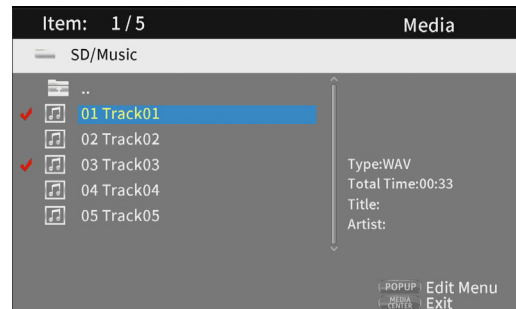 Item: 1/5 Media
SD/Music
..
01 Track01
02 Track02
03 Track03
04 Track04
05 Track05
Type:WAV
Total Time:00:33
Title:
Artist:
POPUP Edit Menu
MEDIA CENTER Exit